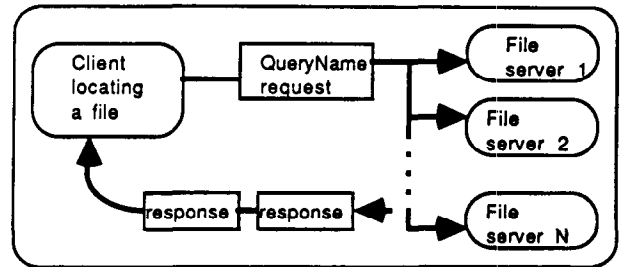 Client
locating
a file
QueryName
request
File
server 1
File
server 2
File
server N
response
response